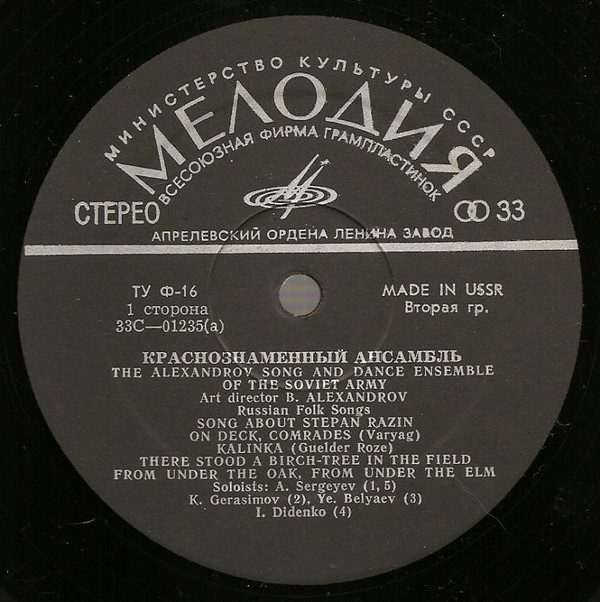 МИНИСТЕРСТВО КУЛЬТУРЫ СССР
МЕЛОДИЯ
ВСЕСОЮЗНАЯ ФИРМА ГРАМПЛАСТИНОК
СТЕРЕО
33
АПРЕЛЕВСКИЙ ОРДЕНА ЛЕНИНА ЗАВОД
ТУ Ф-16
1 сторона
33С—01235(а)
MADE IN USSR
Вторая гр.
КРАСНОЗНАМЕННЫЙ АНСАМБЛЬ
THE ALEXANDROV SONG AND DANCE ENSEMBLE
OF THE SOVIET ARMY
Art director B. ALEXANDROV
Russian Folk Songs
SONG ABOUT STEPAN RAZIN
ON DECK, COMRADES (Varyag)
KALINKA (Guelder Roze)
THERE STOOD A BIRCH-TREE IN THE FIELD
FROM UNDER THE OAK, FROM UNDER THE ELM
Soloists: A. Sergeyev (1, 5)
K. Gerasimov (2), Ye. Belyaev (3)
I. Didenko (4)